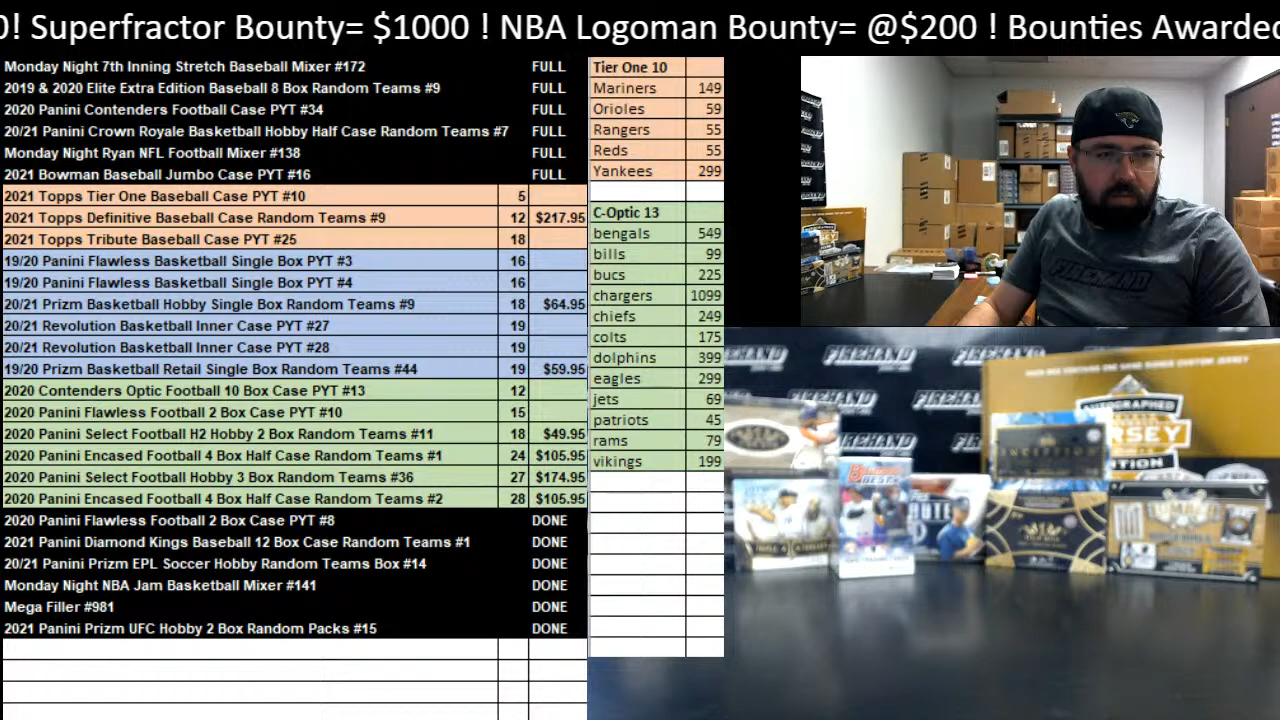 0! Superfractor Bounty= $1000 ! NBA Logoman Bounty= @$200 ! Bounties Awarded
Monday Night 7th Inning Stretch Baseball Mixer #172 FULL
2019 & 2020 Elite Extra Edition Baseball 8 Box Random Teams #9 FULL
2020 Panini Contenders Football Case PYT #34 FULL
20/21 Panini Crown Royale Basketball Hobby Half Case Random Teams #7 FULL
Monday Night Ryan NFL Football Mixer #138 FULL
2021 Bowman Baseball Jumbo Case PYT #16 FULL
2021 Topps Tier One Baseball Case PYT #10 5
2021 Topps Definitive Baseball Case Random Teams #9 12 $217.95
2021 Topps Tribute Baseball Case PYT #25 18
19/20 Panini Flawless Basketball Single Box PYT #3 16
19/20 Panini Flawless Basketball Single Box PYT #4 16
20/21 Prizm Basketball Hobby Single Box Random Teams #9 18 $64.95
20/21 Revolution Basketball Inner Case PYT #27 19
20/21 Revolution Basketball Inner Case PYT #28 19
19/20 Prizm Basketball Retail Single Box Random Teams #44 19 $59.95
2020 Contenders Optic Football 10 Box Case PYT #13 12
2020 Panini Flawless Football 2 Box Case PYT #10 15
2020 Panini Select Football H2 Hobby 2 Box Random Teams #11 18 $49.95
2020 Panini Encased Football 4 Box Half Case Random Teams #1 24 $105.95
2020 Panini Select Football Hobby 3 Box Random Teams #36 27 $174.95
2020 Panini Encased Football 4 Box Half Case Random Teams #2 28 $105.95
2020 Panini Flawless Football 2 Box Case PYT #8 DONE
2021 Panini Diamond Kings Baseball 12 Box Case Random Teams #1 DONE
20/21 Panini Prizm EPL Soccer Hobby Random Teams Box #14 DONE
Monday Night NBA Jam Basketball Mixer #141 DONE
Mega Filler #981 DONE
2021 Panini Prizm UFC Hobby 2 Box Random Packs #15 DONE
Tier One 10
Mariners 149
Orioles 59
Rangers 55
Reds 55
Yankees 299
C-Optic 13
bengals 549
bills 99
bucs 225
chargers 1099
chiefs 249
colts 175
dolphins 399
eagles 299
jets 69
patriots 45
rams 79
vikings 199
FIREHAND
FIREHAND
FIREHAND
FIREHAND
FIREHAND
AUTOGRAPHED
JERSEY
EDITION
INCEPTION
BOWMAN'S
BEST